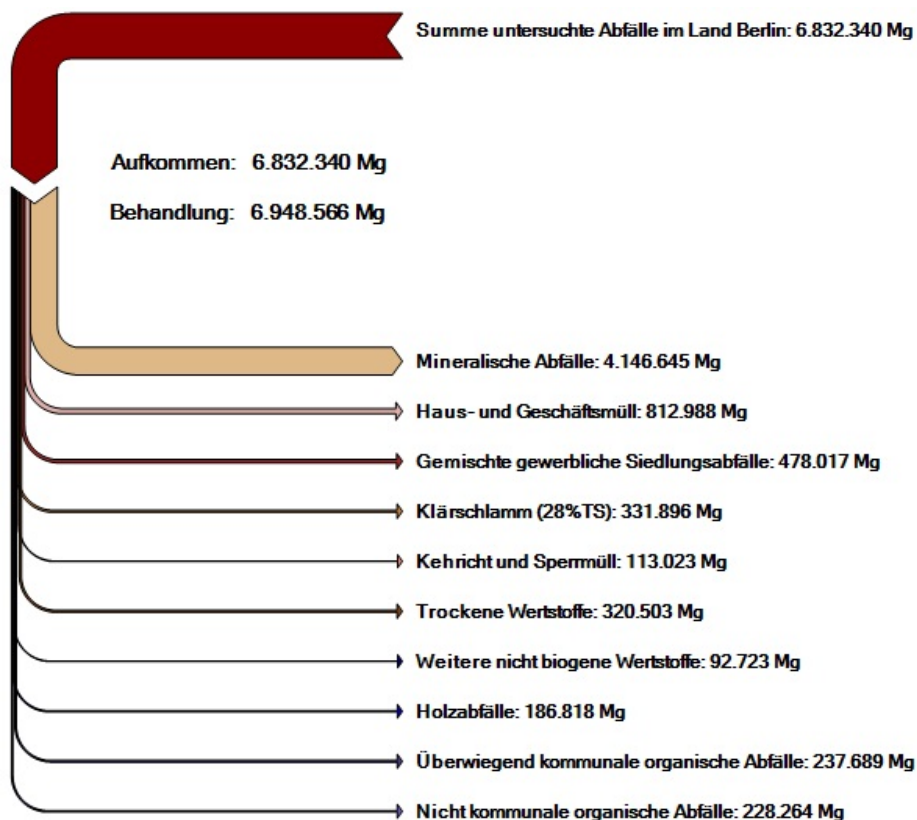 Summe untersuchte Abfälle im Land Berlin: 6.832.340 Mg
Aufkommen: 6.832.340 Mg
Behandlung: 6.948.566 Mg
Mineralische Abfälle: 4.146.645 Mg
Haus- und Geschäftsmüll: 812.988 Mg
Gemischte gewerbliche Siedlungsabfälle: 478.017 Mg
Klärschlamm (28%TS): 331.896 Mg
Kehricht und Sperrmüll: 113.023 Mg
Trockene Wertstoffe: 320.503 Mg
Weitere nicht biogene Wertstoffe: 92.723 Mg
Holzabfälle: 186.818 Mg
Überwiegend kommunale organische Abfälle: 237.689 Mg
Nicht kommunale organische Abfälle: 228.264 Mg